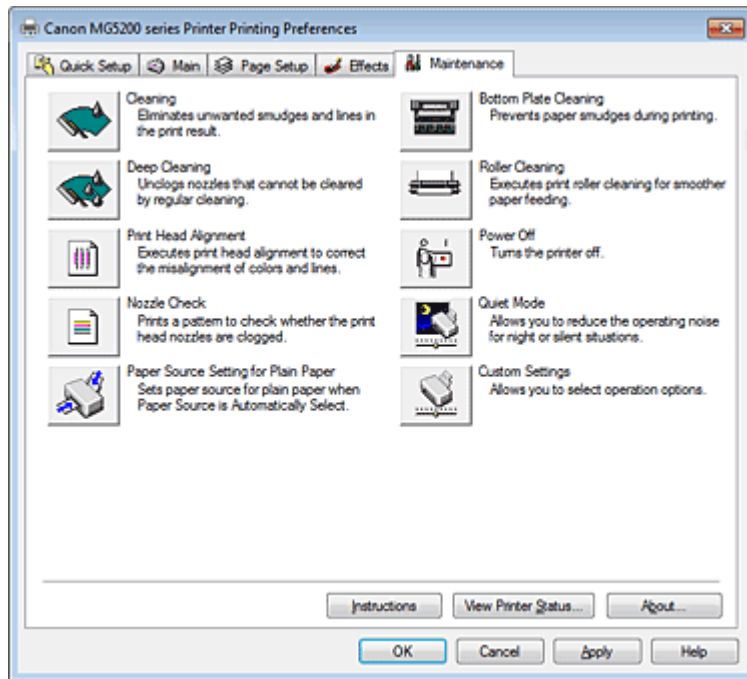 Canon MG5200 series Printer Printing Preferences
Quick Setup
Main
Page Setup
Effects
Maintenance
Cleaning
Eliminates unwanted smudges and lines in
the print result.
Deep Cleaning
Unclogs nozzles that cannot be cleared
by regular cleaning.
Print Head Alignment
Executes print head alignment to correct
the misalignment of colors and lines.
Nozzle Check
Prints a pattern to check whether the print
head nozzles are clogged.
Paper Source Setting for Plain Paper
Sets paper source for plain paper when
Paper Source is Automatically Select.
Bottom Plate Cleaning
Prevents paper smudges during printing.
Roller Cleaning
Executes print roller cleaning for smoother
paper feeding.
Power Off
Turns the printer off.
Quiet Mode
Allows you to reduce the operating noise
for night or silent situations.
Custom Settings
Allows you to select operation options.
Instructions
View Printer Status...
About...
OK
Cancel
Apply
Help